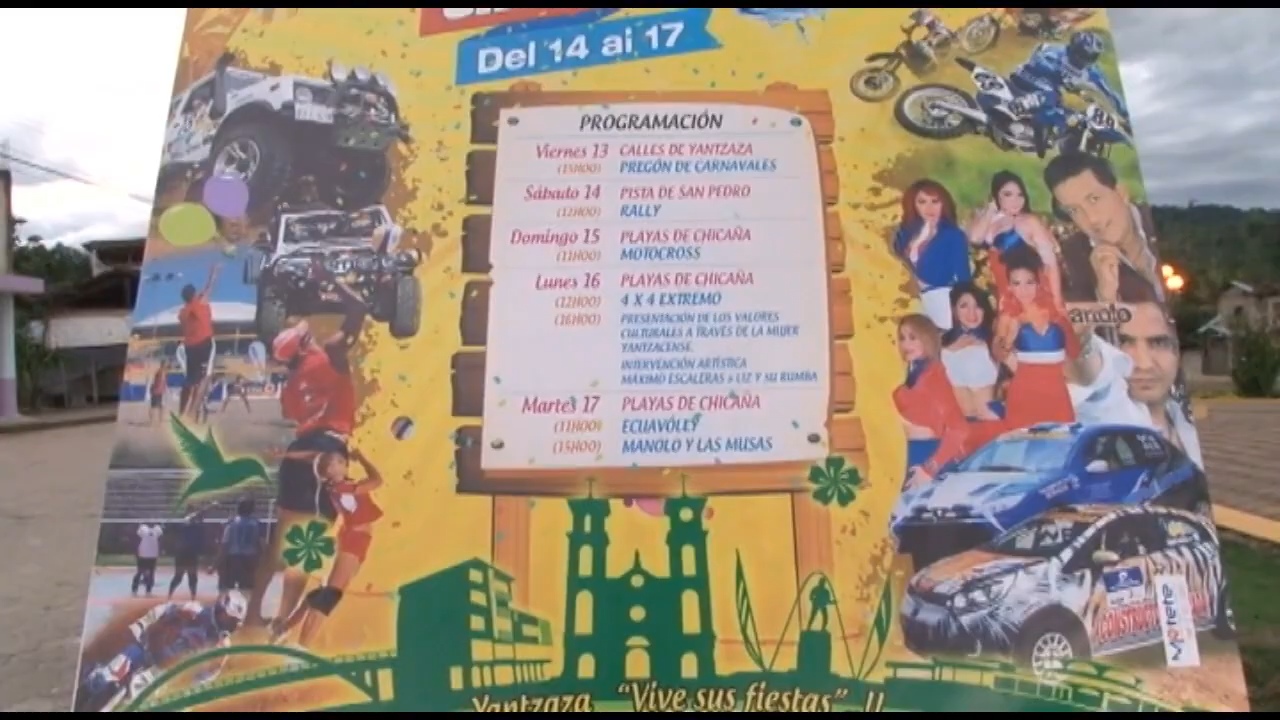 Del 14 al 17
PROGRAMACIÓN
Viernes 13 CALLES DE YANTZAZA
(15H00) PREGÓN DE CARNAVALES
Sábado 14 PISTA DE SAN PEDRO
(12H00) RALLY
Domingo 15 PLAYAS DE CHICAÑA
(11H00) MOTOCROSS
Lunes 16 PLAYAS DE CHICAÑA
(12H00) 4 X 4 EXTREMO
(16H00) PRESENTACIÓN DE LOS VALORES
CULTURALES A TRAVÉS DE LA MUJER
YANTZACENSE.
INTERVENCIÓN ARTÍSTICA
MÁXIMO ESCALERAS y LIZ Y SU RUMBA
Martes 17 PLAYAS DE CHICAÑA
(11H00) ECUAVÓLEY
(15H00) MANOLO Y LAS MUSAS
Yantzaza "Vive sus fiestas" !!